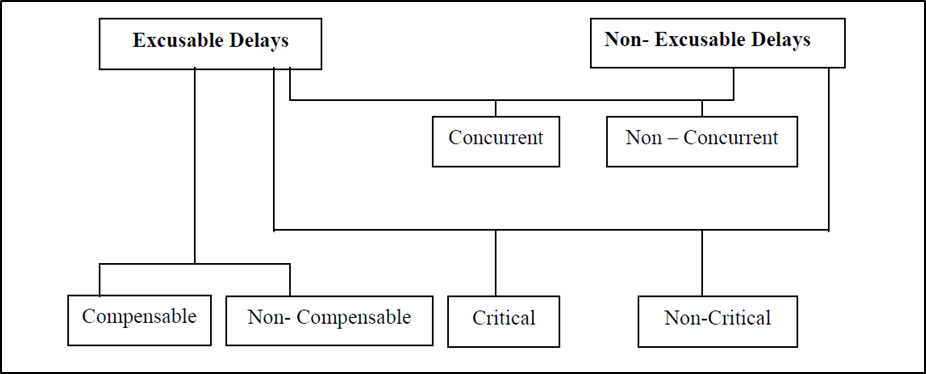 Excusable Delays
Non- Excusable Delays
Concurrent
Non – Concurrent
Compensable
Non- Compensable
Critical
Non-Critical